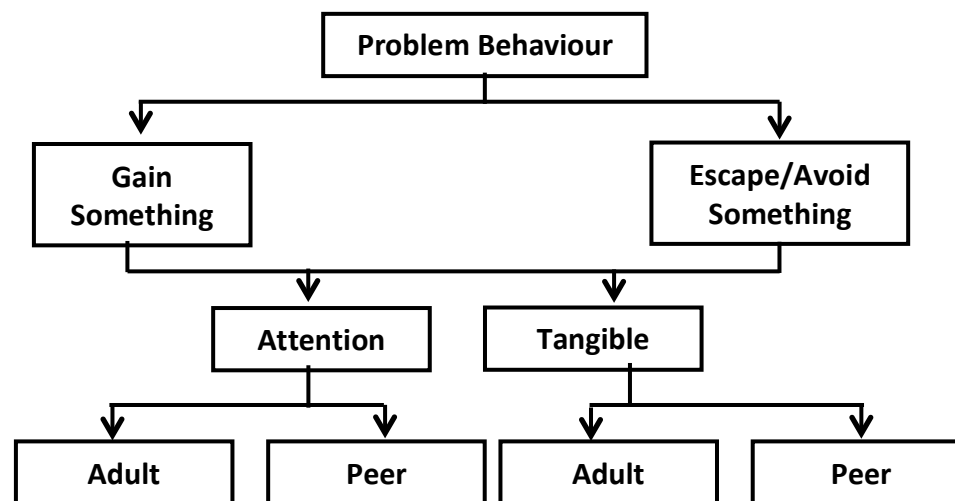 Problem Behaviour
Gain
Something
Escape/Avoid
Something
Attention
Tangible
Adult
Peer
Adult
Peer